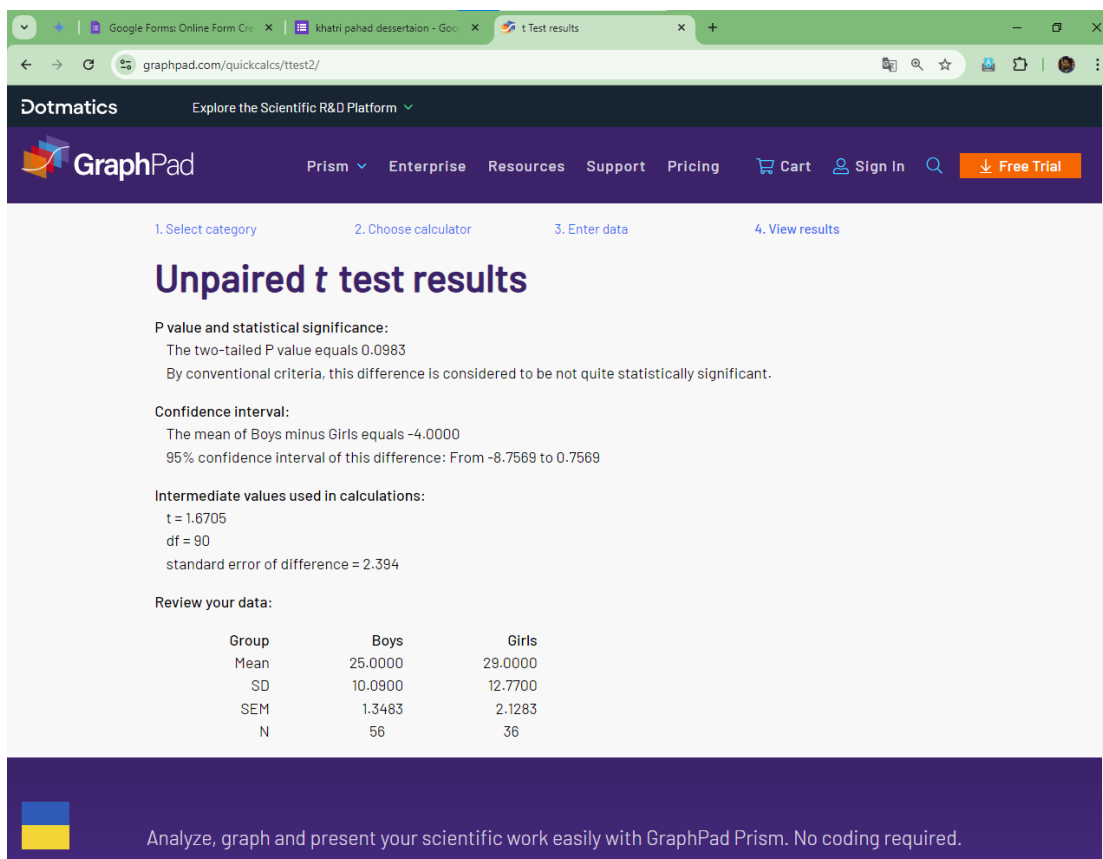 Google Forms: Online Form Cre
khatri pahad dessertaion - Goo
t Test results
graphpad.com/quickcalcs/ttest2/
Dotmatics
Explore the Scientific R&D Platform
GraphPad
Prism
Enterprise
Resources
Support
Pricing
Cart
Sign In
Free Trial
1. Select category
2. Choose calculator
3. Enter data
4. View results
Unpaired t test results
P value and statistical significance:
The two-tailed P value equals 0.0983
By conventional criteria, this difference is considered to be not quite statistically significant.
Confidence interval:
The mean of Boys minus Girls equals -4.0000
95% confidence interval of this difference: From -8.7569 to 0.7569
Intermediate values used in calculations:
t = 1.6705
df = 90
standard error of difference = 2.394
Review your data:
Group Boys Girls
Mean 25.0000 29.0000
SD 10.0900 12.7700
SEM 1.3483 2.1283
N 56 36
Analyze, graph and present your scientific work easily with GraphPad Prism. No coding required.